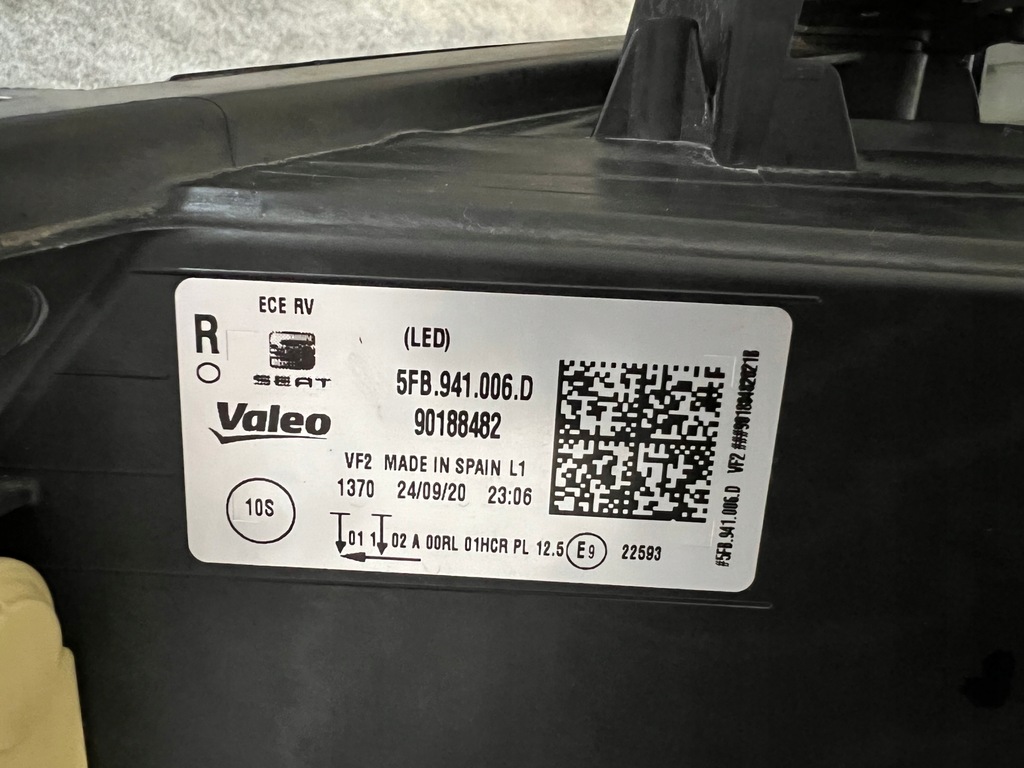 ECE RV
R
(LED)
SEAT
5FB.941.006.D
Valeo
90188482
VF2 MADE IN SPAIN L1
1370 24/09/20 23:06
10S
01 1 02 A 00RL 01HCR PL 12.5 E9 22593
F
#5FB.941.006.D VF2 ###901884820218